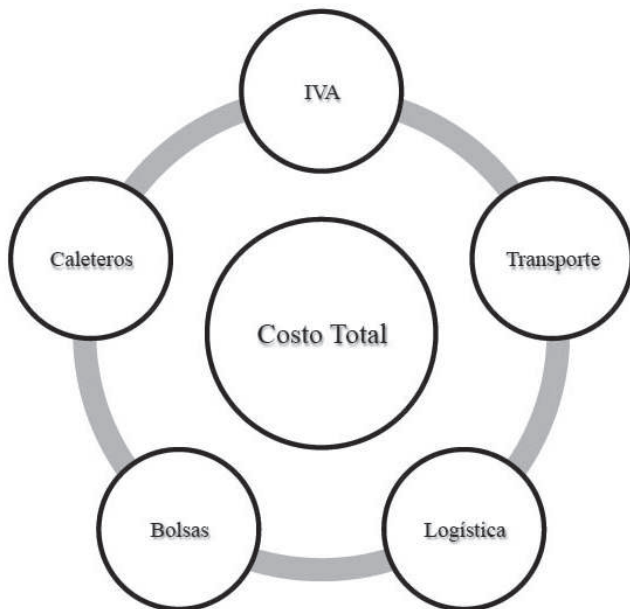 IVA
Caleteros
Transporte
Costo Total
Bolsas
Logística